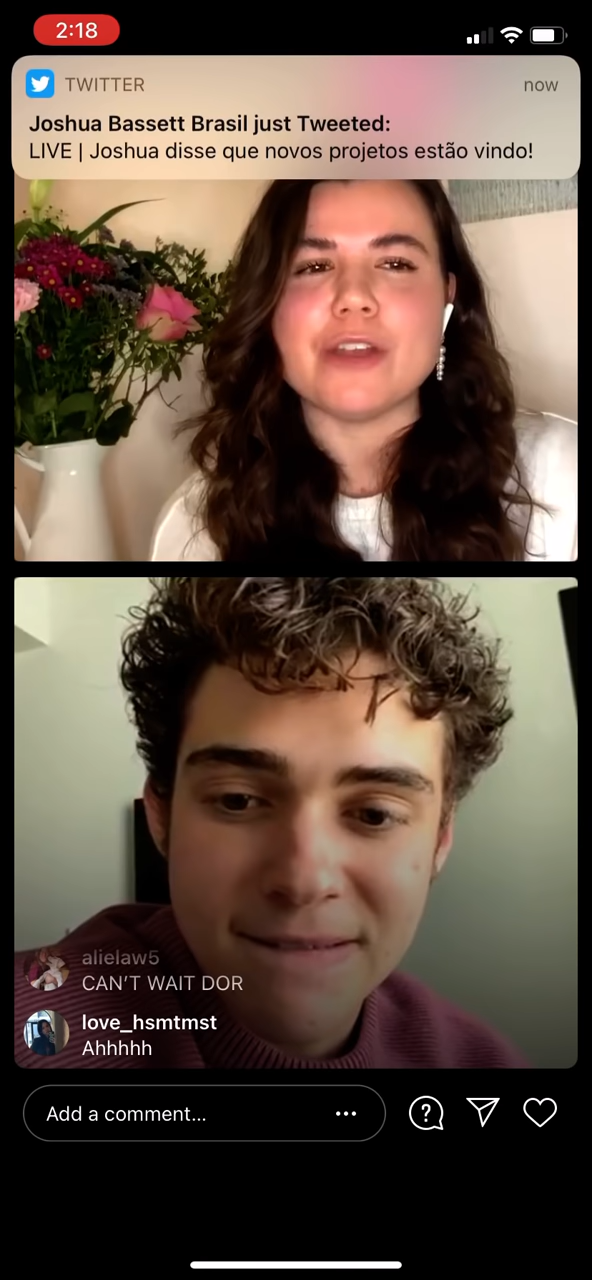 2:18
TWITTER
now
Joshua Bassett Brasil just Tweeted:
LIVE | Joshua disse que novos projetos estão vindo!
alielaw5
CAN'T WAIT DOR
love_hsmtmst
Ahhhhh
Add a comment...